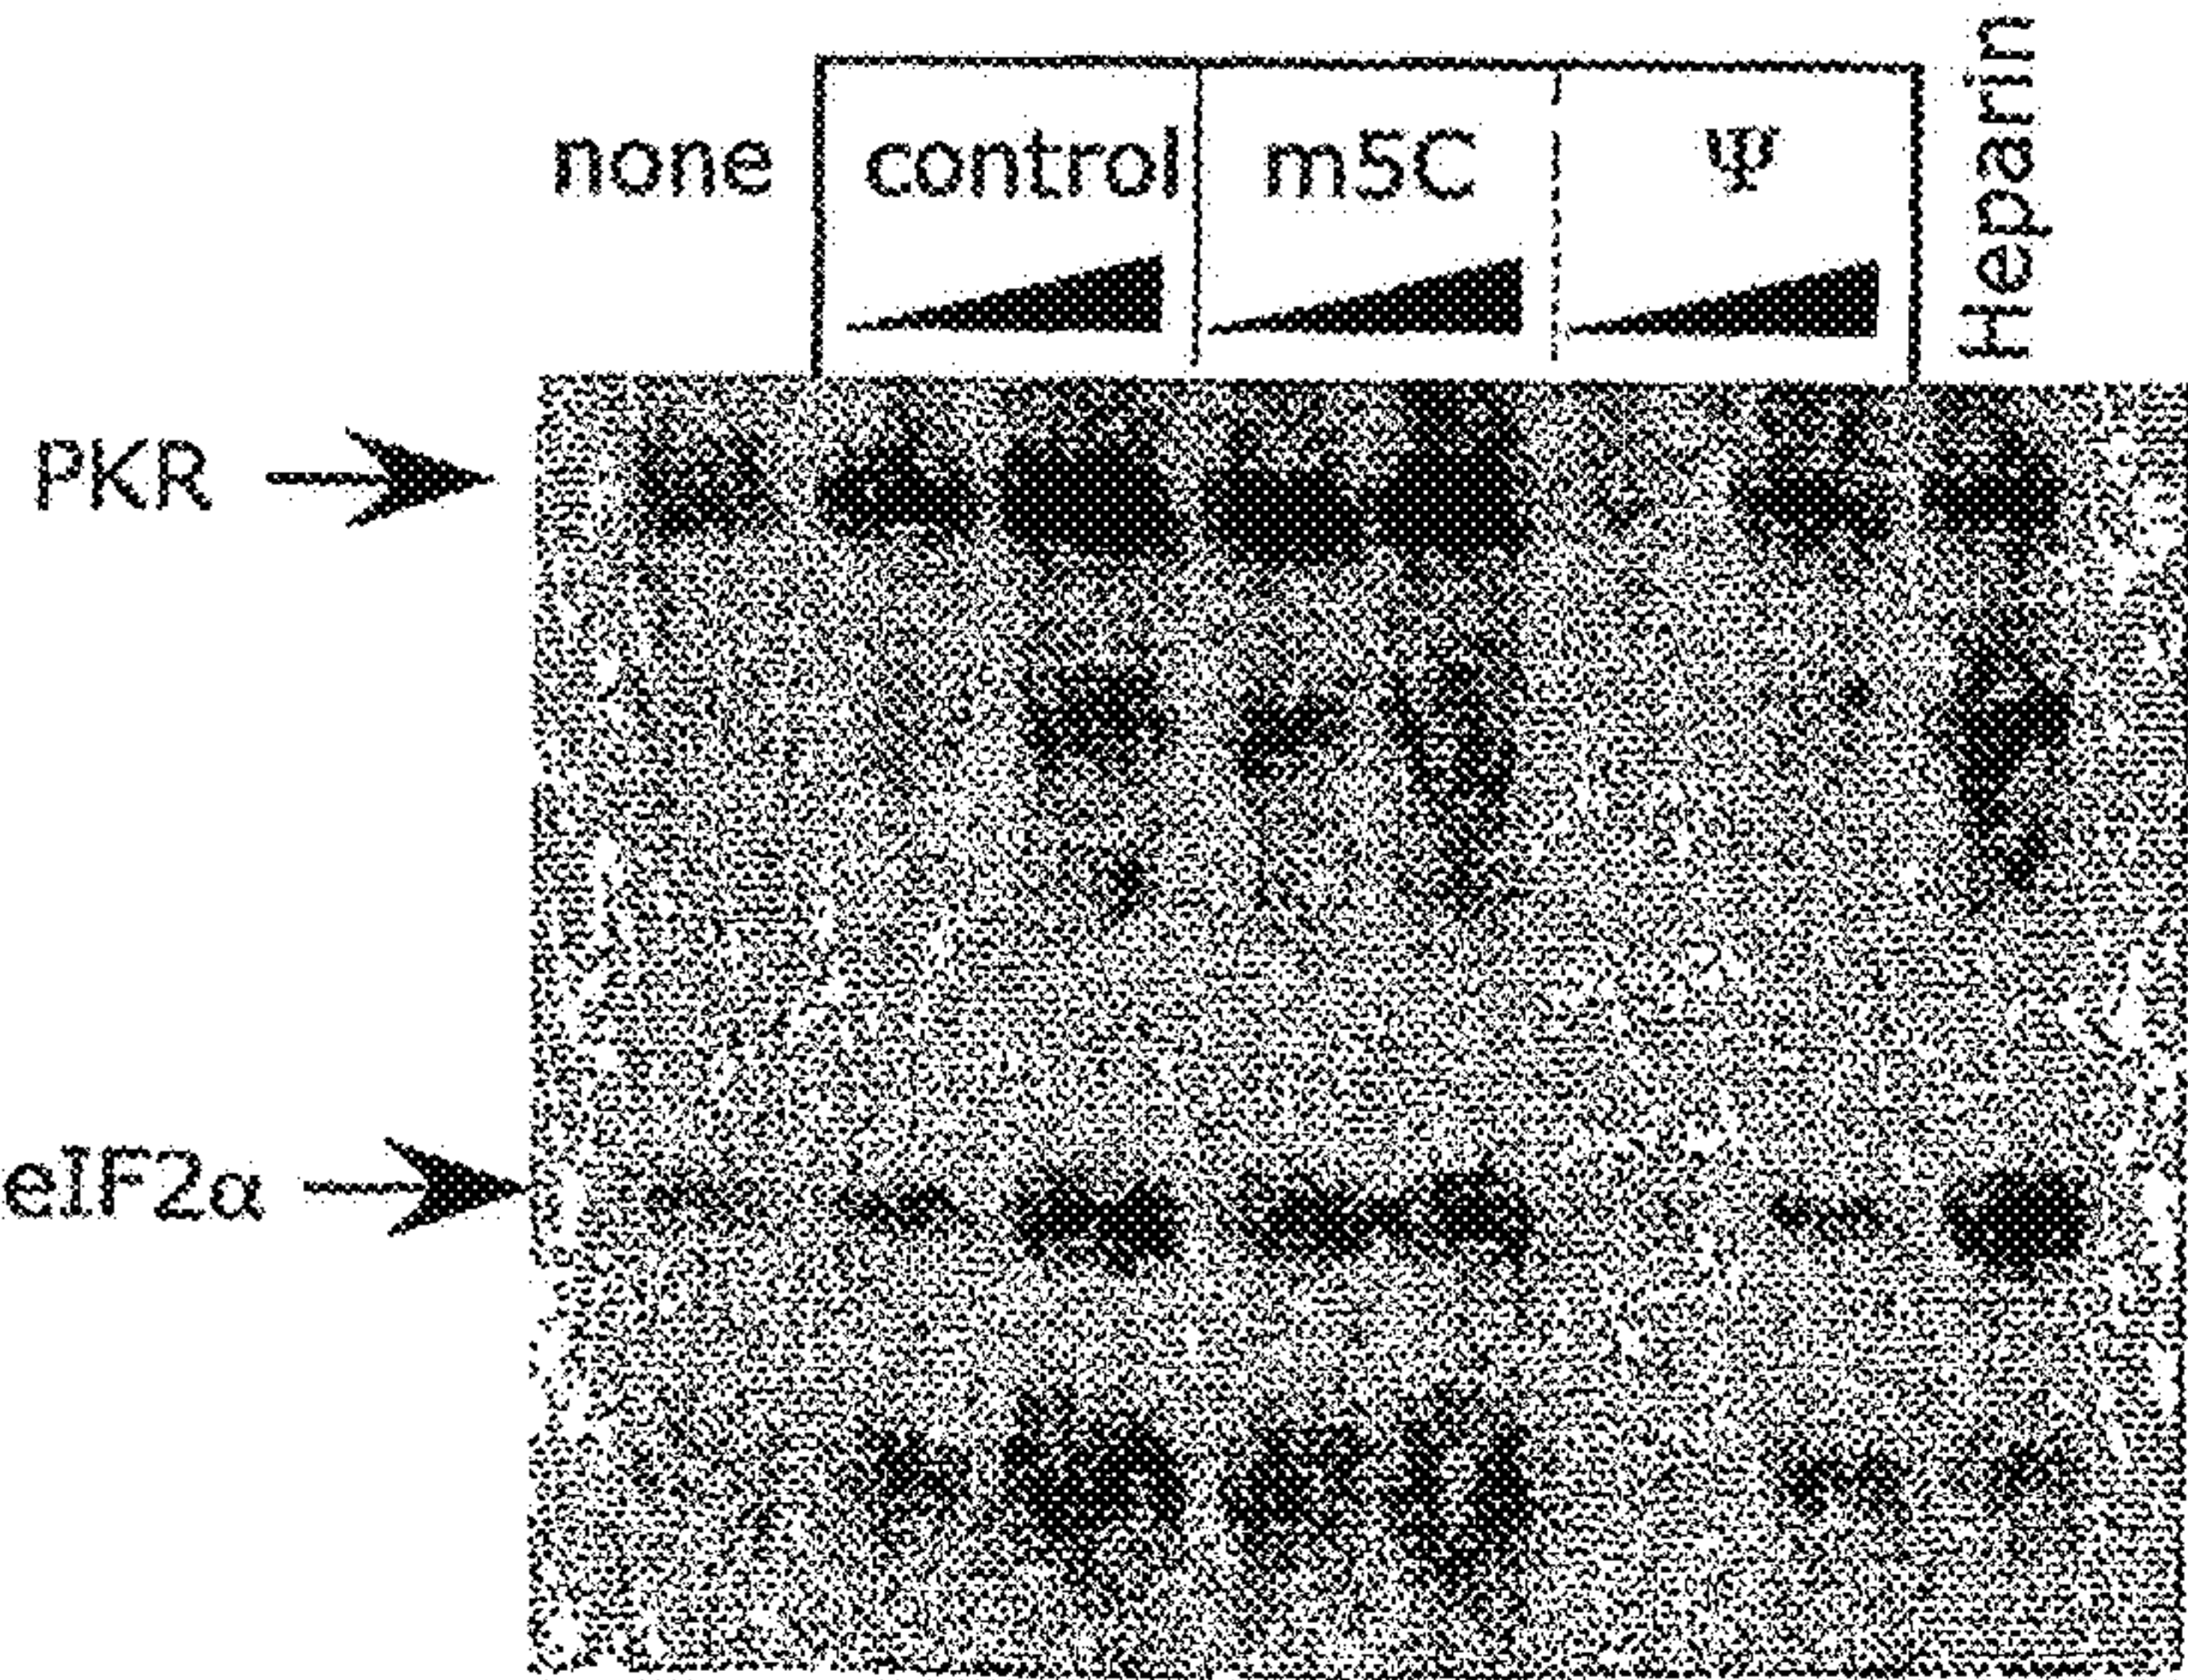 none control m5C Ψ Heparin
PKR
eIF2α